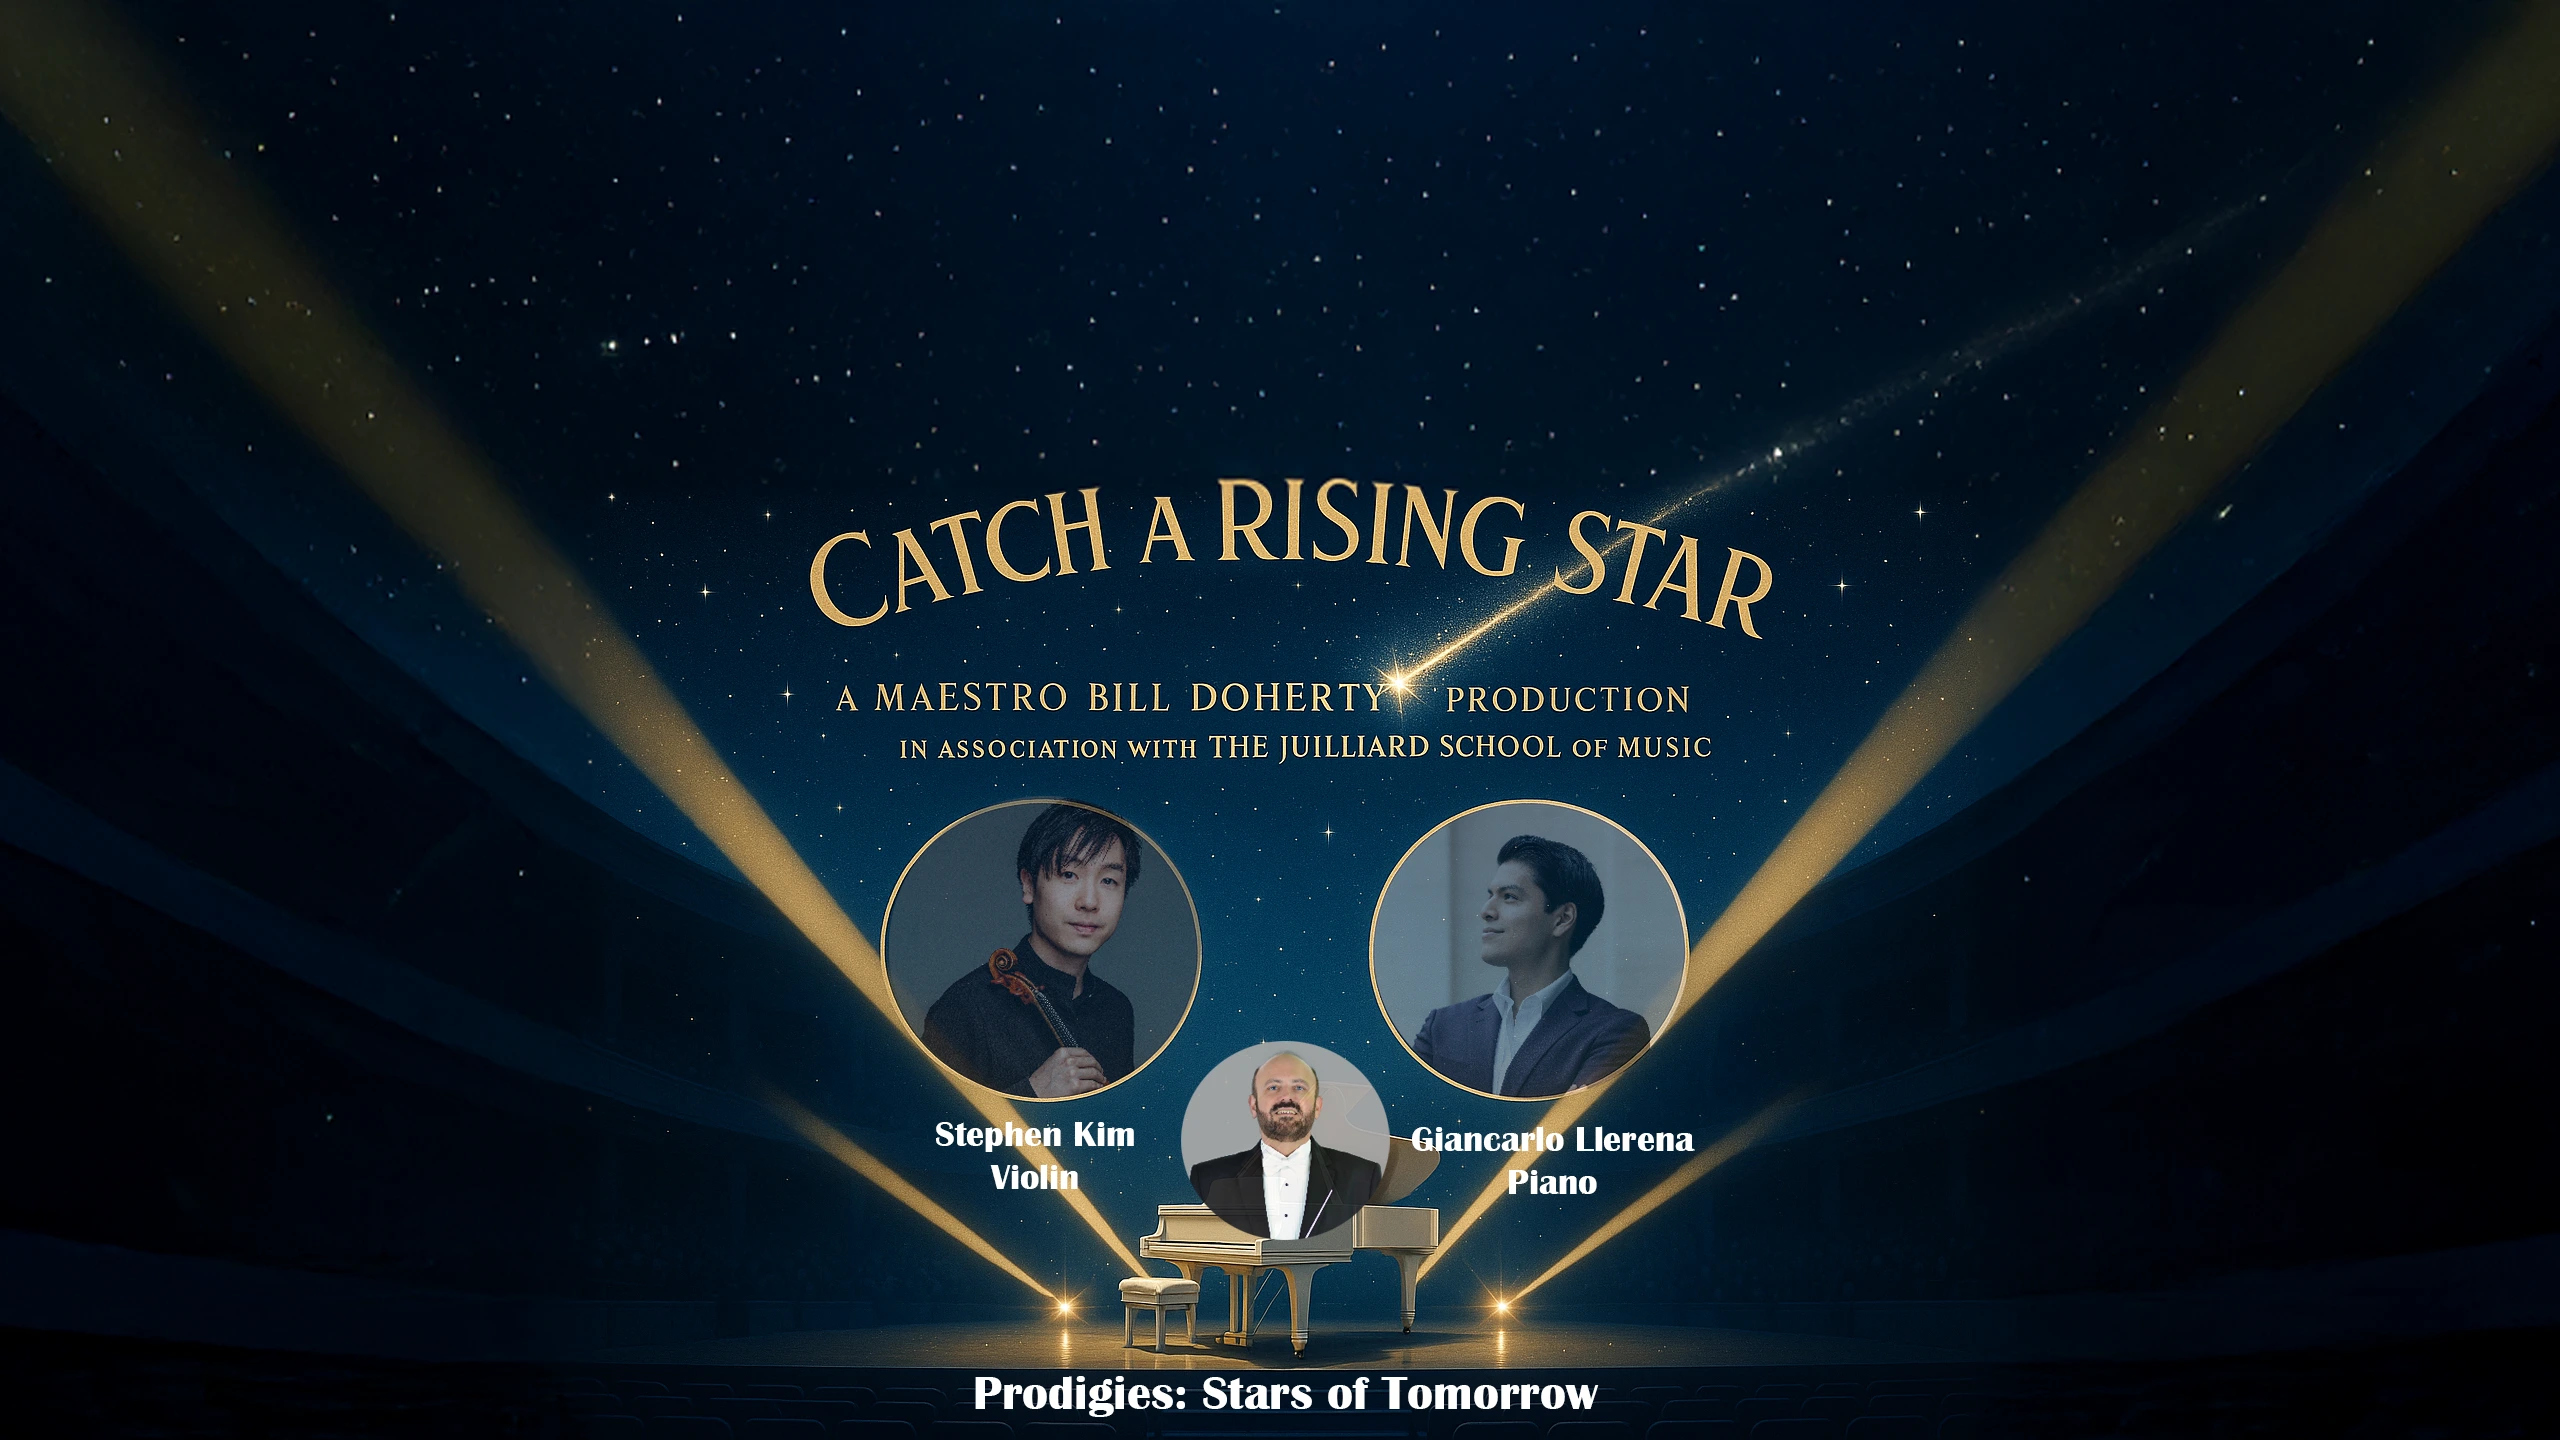 CATCH A RISING STAR
A MAESTRO BILL DOHERTY PRODUCTION
IN ASSOCIATION WITH THE JUILLIARD SCHOOL OF MUSIC
Stephen Kim
Violin
Giancarlo Llerena
Piano
Prodigies: Stars of Tomorrow